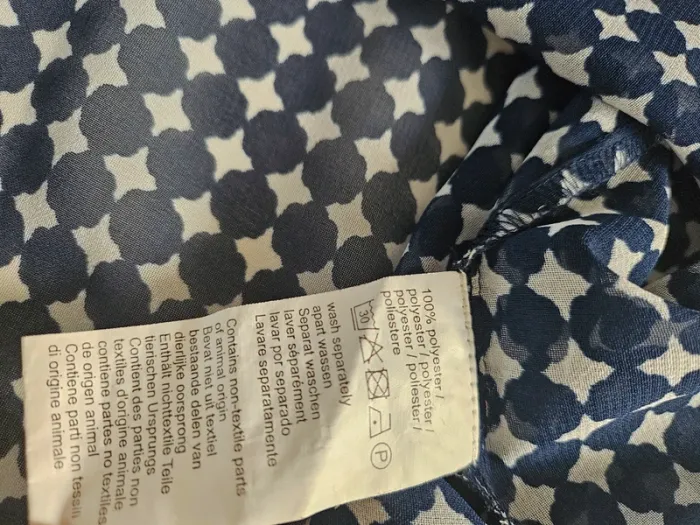 100% polyester /
polyester / polyester /
polyester / poliester /
poliestere
30 P
wash separately
apart wassen
Separat waschen
laver séparément
lavar por separado
Lavare separatamente
Contains non-textile parts
of animal origin
Bevat niet uit textiel
bestaande delen van
dierlijke oorsprong
Enthält nichttextile Teile
tierischen Ursprungs
Contient des parties non
textiles d'origine animale
contiene partes no textiles
de origen animal
Contiene parti non tessili
di origine animale